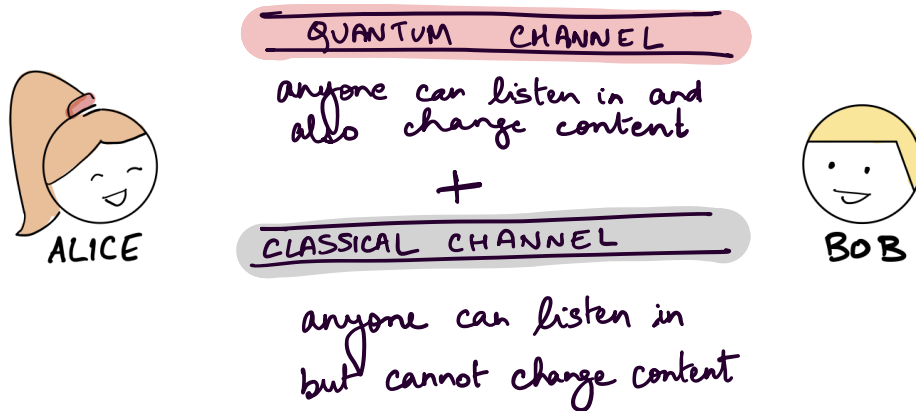 QUANTUM CHANNEL
anyone can listen in and
also change content
+
ALICE
BOB
CLASSICAL CHANNEL
anyone can listen in
but cannot change content